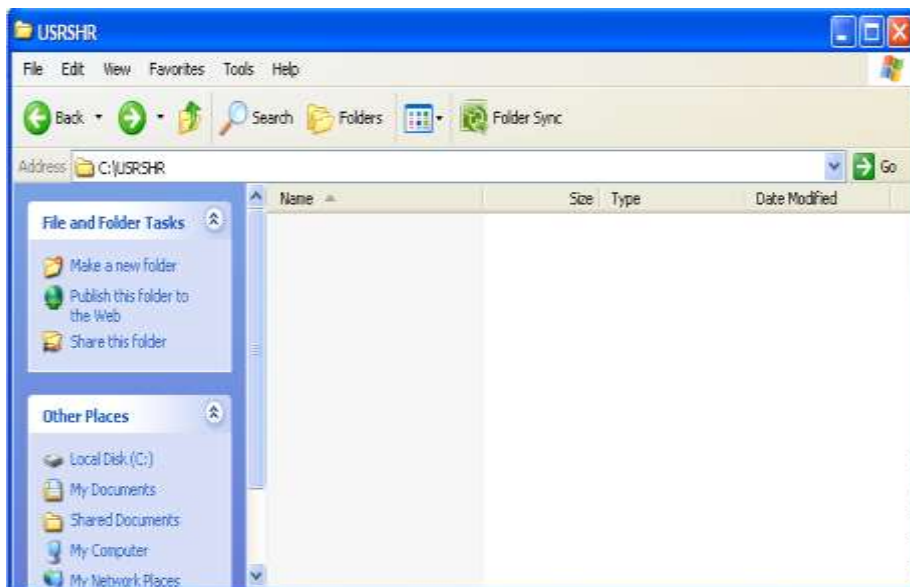 USRSHR
File Edit View Favorites Tools Help
Back Search Folders Folder Sync
Address C:\USRSHR Go
Name Size Type Date Modified
File and Folder Tasks
Make a new folder
Publish this folder to
the Web
Share this folder
Other Places
Local Disk (C:)
My Documents
Shared Documents
My Computer
My Network Places